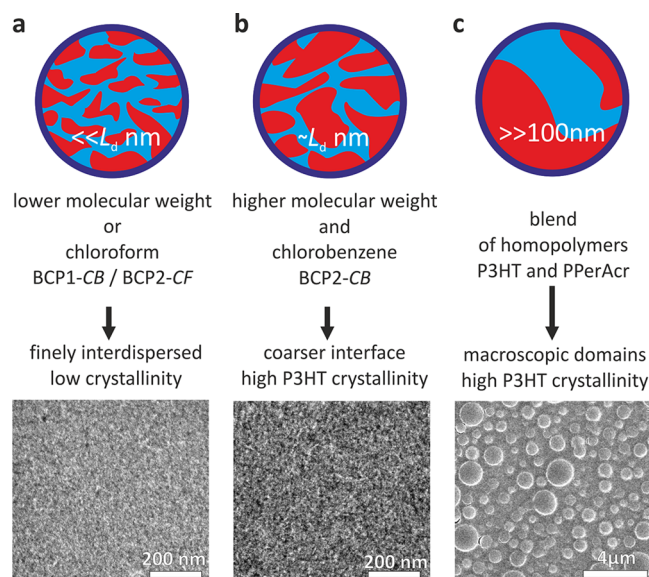 a
<<Ld nm
lower molecular weight
or
chloroform
BCP1-CB / BCP2-CF
finely interdispersed
low crystallinity
200 nm
b
~Ld nm
higher molecular weight
and
chlorobenzene
BCP2-CB
coarser interface
high P3HT crystallinity
200 nm
c
>>100nm
blend
of homopolymers
P3HT and PPerAcr
macroscopic domains
high P3HT crystallinity
4μm